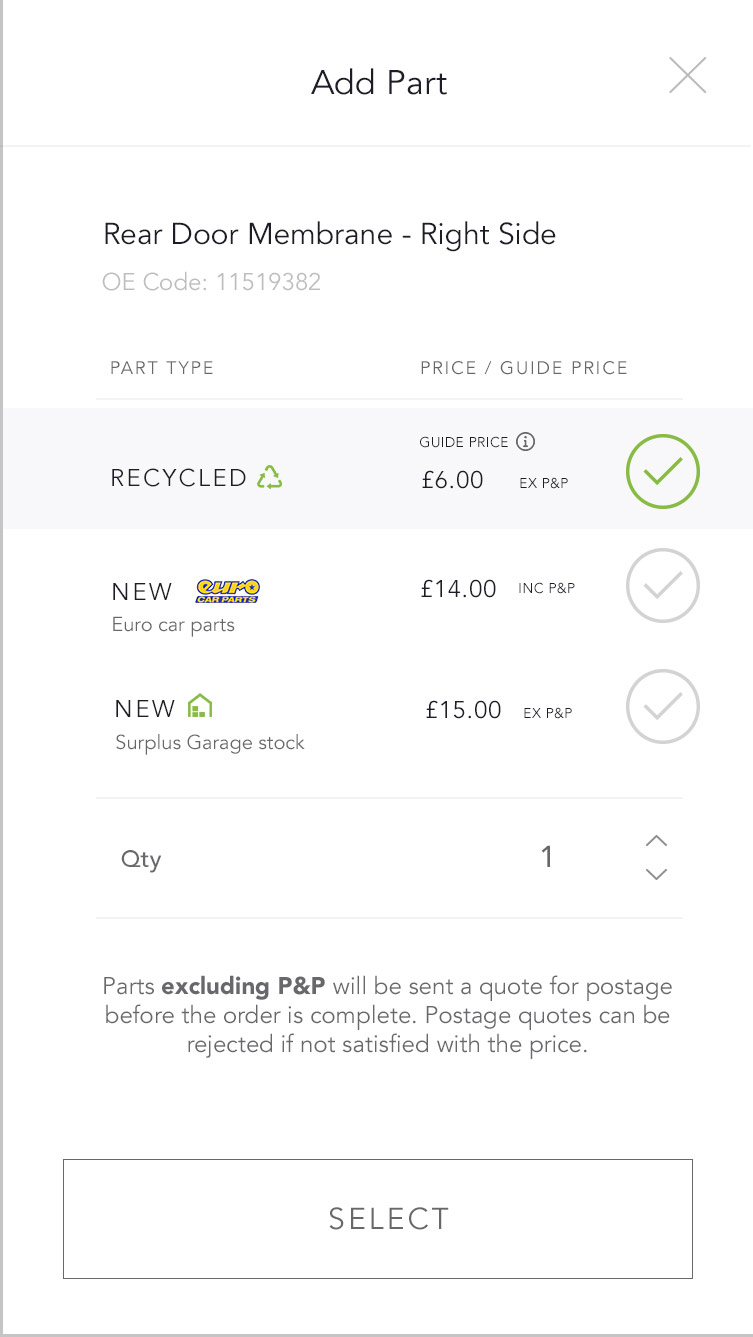 Add Part
Rear Door Membrane - Right Side
OE Code: 11519382
PART TYPE
PRICE / GUIDE PRICE
GUIDE PRICE i
RECYCLED
£6.00 EX P&P
NEW euro CAR PARTS
£14.00 INC P&P
Euro car parts
NEW
£15.00 EX P&P
Surplus Garage stock
Qty 1
Parts excluding P&P will be sent a quote for postage
before the order is complete. Postage quotes can be
rejected if not satisfied with the price.
SELECT